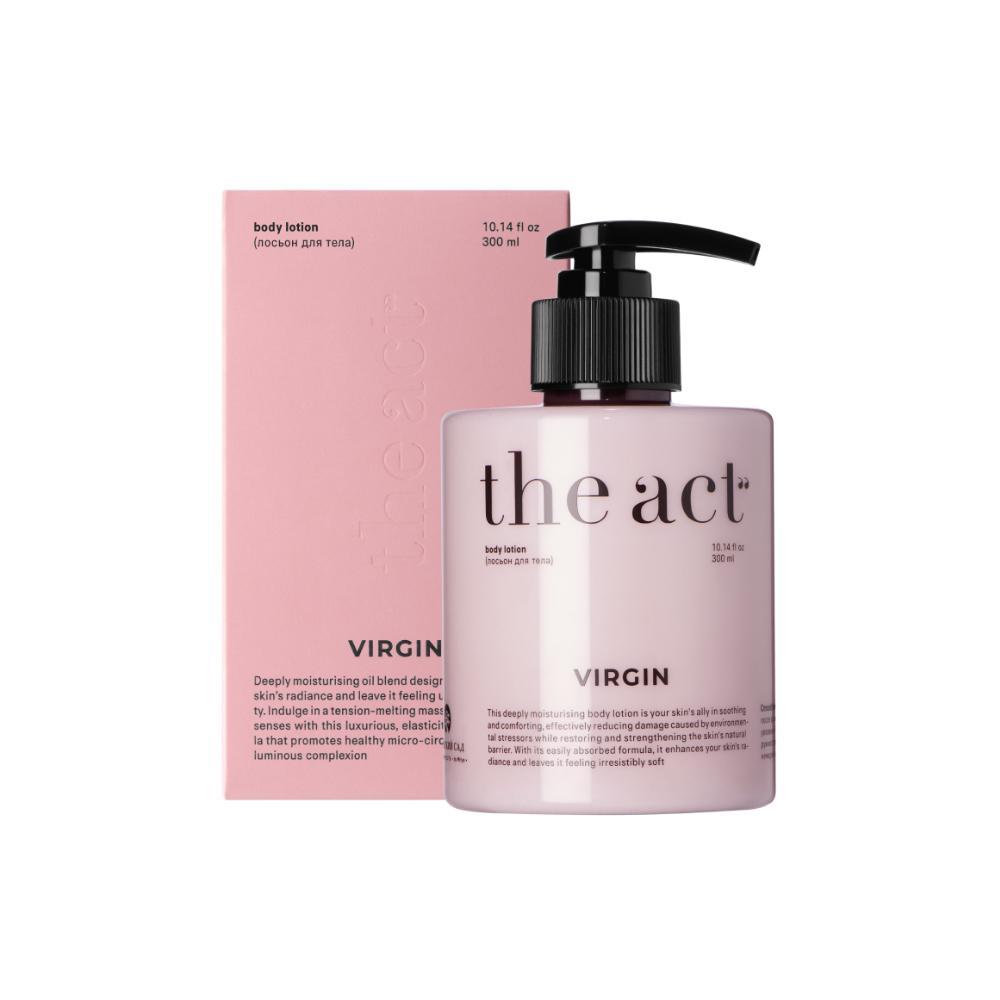 body lotion
(лосьон для тела)
10.14 fl oz
300 ml
the act
VIRGIN
Deeply moisturising oil blend
skin's radiance and leave it feeling
ty. Indulge in a tension-melting
senses with this luxurious,
la that promotes healthy
luminous complexion
the act
body lotion
(лосьон для тела)
10.14 fl oz
300 ml
VIRGIN
This deeply moisturising body lotion is your skin's ally in soothing
and comforting, effectively reducing damage caused by environmen-
tal stressors while restoring and strengthening the skin's natural
barrier. With its easily absorbed formula, it enhances your skin's ra-
diance and leaves it feeling irresistibly soft
САД